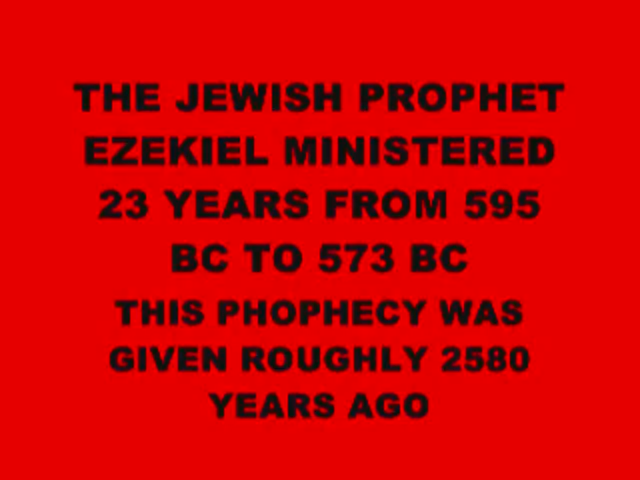 THE JEWISH PROPHET
EZEKIEL MINISTERED
23 YEARS FROM 595
BC TO 573 BC
THIS PHOPHECY WAS
GIVEN ROUGHLY 2580
YEARS AGO